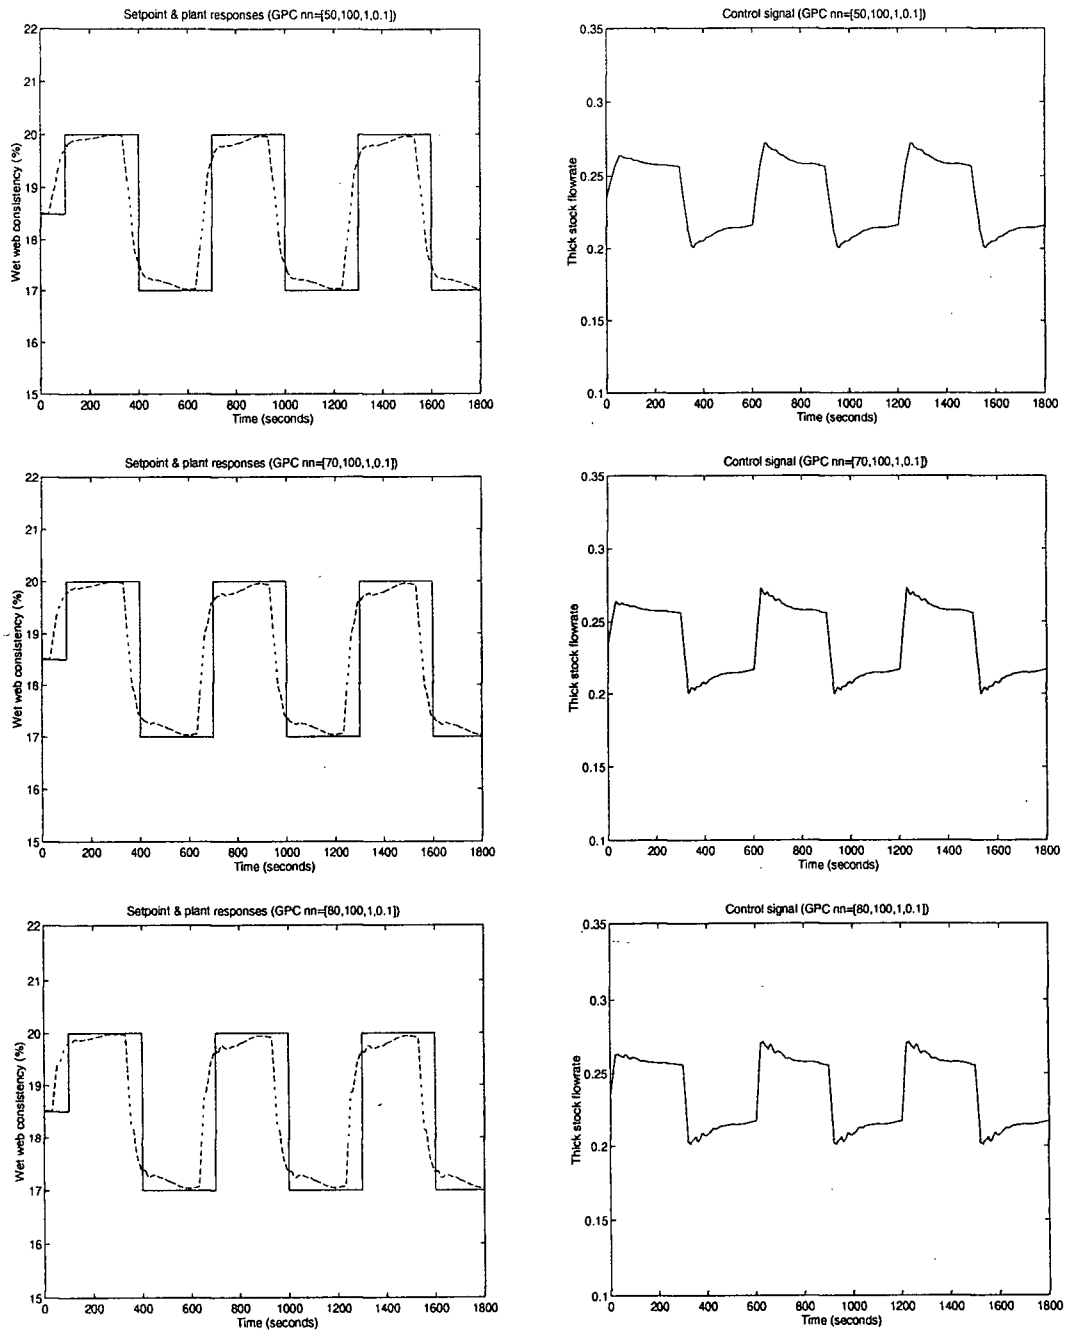 Setpoint & plant responses (GPC nn=[50,100,1,0.1])
22
21
20
19
18
17
16
15
Wet web consistency (%)
0 200 400 600 800 1000 1200 1400 1600 1800
Time (seconds)
Control signal (GPC nn=[50,100,1,0.1])
0.35
0.3
0.25
0.2
0.15
0.1
Thick stock flowrate
0 200 400 600 800 1000 1200 1400 1600 1800
Time (seconds)
Setpoint & plant responses (GPC nn=[70,100,1,0.1])
22
21
20
19
18
17
16
15
Wet web consistency (%)
0 200 400 600 800 1000 1200 1400 1600 1800
Time (seconds)
Control signal (GPC nn=[70,100,1,0.1])
0.35
0.3
0.25
0.2
0.15
0.1
Thick stock flowrate
0 200 400 600 800 1000 1200 1400 1600 1800
Time (seconds)
Setpoint & plant responses (GPC nn=[80,100,1,0.1])
22
21
20
19
18
17
16
15
Wet web consistency (%)
0 200 400 600 800 1000 1200 1400 1600 1800
Time (seconds)
Control signal (GPC nn=[80,100,1,0.1])
0.35
0.3
0.25
0.2
0.15
0.1
Thick stock flowrate
0 200 400 600 800 1000 1200 1400 1600 1800
Time (seconds)